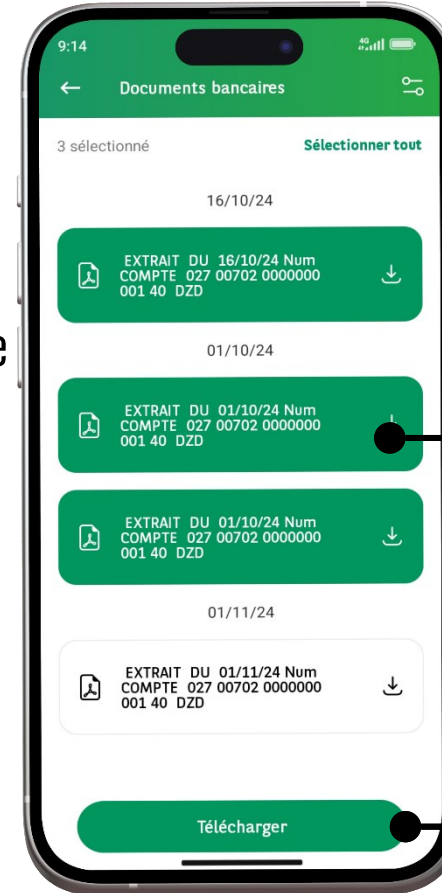 9:14
4G
Documents bancaires
3 sélectionné
Sélectionner tout
16/10/24
EXTRAIT DU 16/10/24 Num
COMPTE 027 00702 0000000
001 40 DZD
e
01/10/24
EXTRAIT DU 01/10/24 Num
COMPTE 027 00702 0000000
001 40 DZD
EXTRAIT DU 01/10/24 Num
COMPTE 027 00702 0000000
001 40 DZD
01/11/24
EXTRAIT DU 01/11/24 Num
COMPTE 027 00702 0000000
001 40 DZD
Télécharger